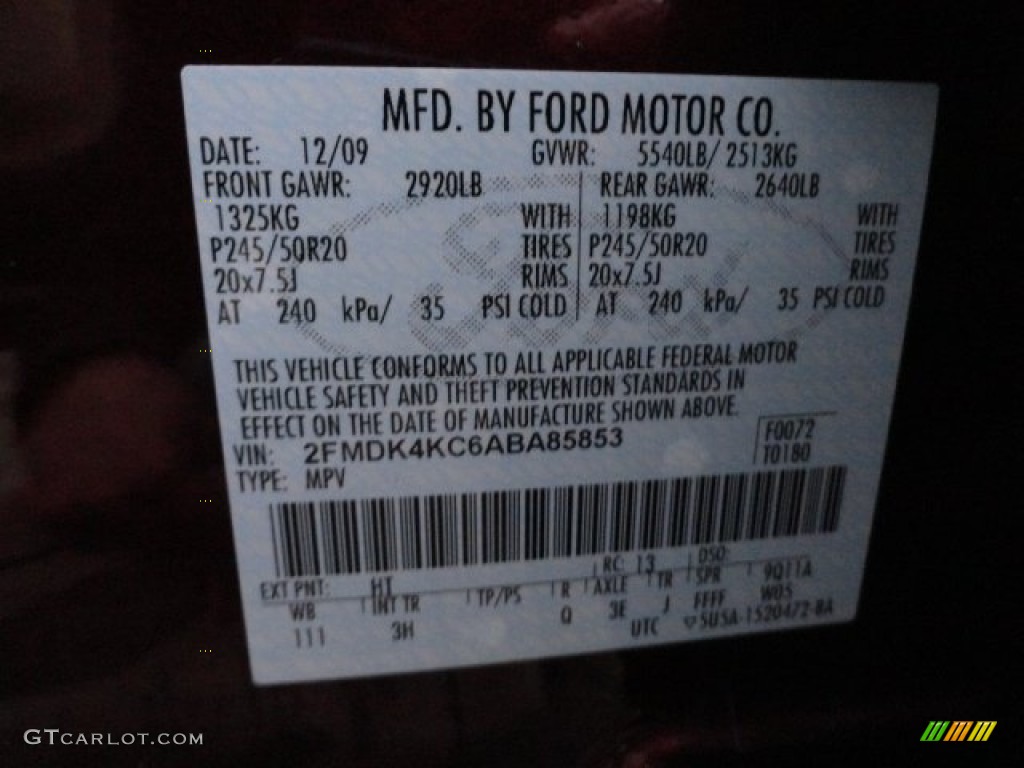 MFD. BY FORD MOTOR CO.
DATE: 12/09 GVWR: 5540LB/ 2513KG
FRONT GAWR: 2920LB REAR GAWR: 2640LB
1325KG WITH 1198KG WITH
P245/50R20 TIRES P245/50R20 TIRES
20x7.5J RIMS 20x7.5J RIMS
AT 240 kPa/ 35 PSI COLD AT 240 kPa/ 35 PSI COLD
THIS VEHICLE CONFORMS TO ALL APPLICABLE FEDERAL MOTOR
VEHICLE SAFETY AND THEFT PREVENTION STANDARDS IN
EFFECT ON THE DATE OF MANUFACTURE SHOWN ABOVE.
VIN: 2FMDK4KC6ABA85853 F0072
TYPE: MPV T0180
RC: 13 DSO:
EXT PNT: HT
WB INT TR TP/PS R AXLE TR SPR 9Q11A
111 3H Q 3E J FFFF W05
UTC 5U5A-1520472-BA
GTCARLOT.COM